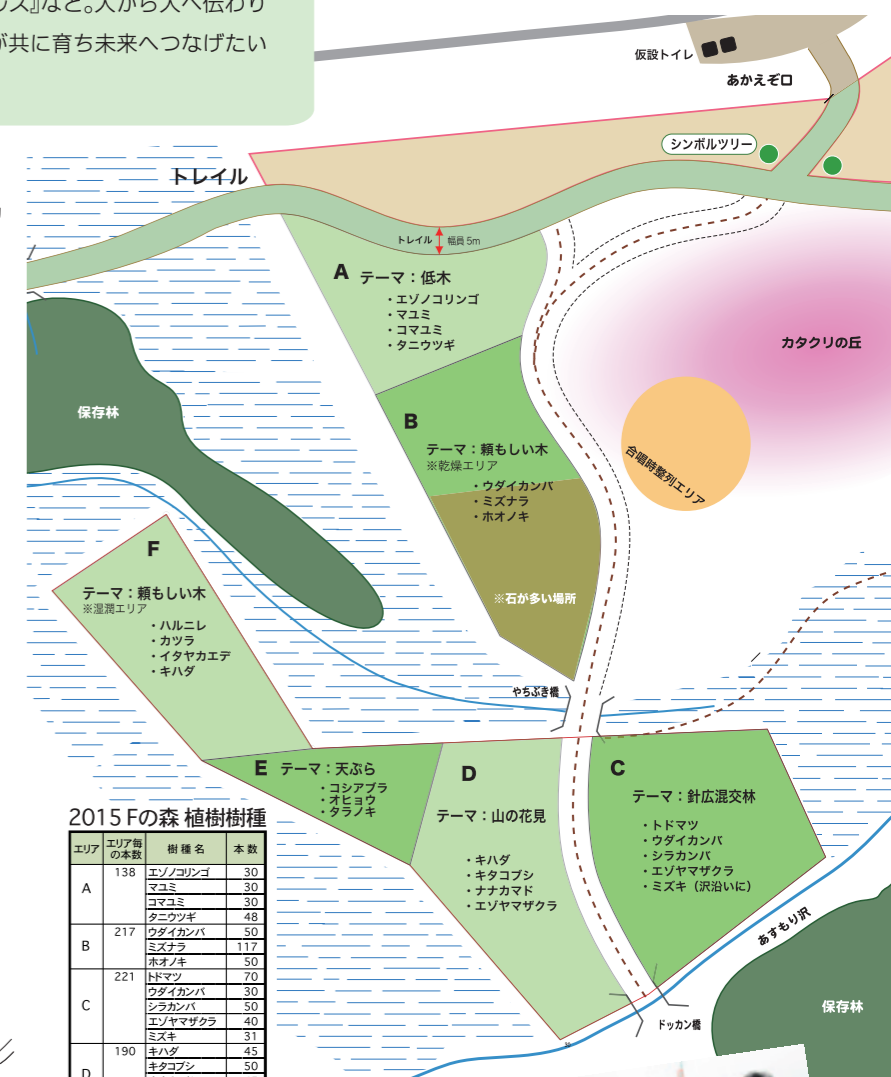 ウス』など。人から人へ伝わり
が共に育ち未来へつなげたい
仮設トイレ
あかえぞ口
シンボルツリー
トレイル
トレイル 幅員5m
A テーマ：低木
・エゾノコリンゴ
・マユミ
・コマユミ
・タニウツギ
カタクリの丘
保存林
B
テーマ：頼もしい木
※乾燥エリア
・ウダイカンバ
・ミズナラ
・ホオノキ
合唱時整列エリア
※石が多い場所
F
テーマ：頼もしい木
※湿潤エリア
・ハルニレ
・カツラ
・イタヤカエデ
・キハダ
やちぶき橋
E テーマ：天ぷら
・コシアブラ
・オヒョウ
・タラノキ
D
テーマ：山の花見
・キハダ
・キタコブシ
・ナナカマド
・エゾヤマザクラ
C
テーマ：針広混交林
・トドマツ
・ウダイカンバ
・シラカンバ
・エゾヤマザクラ
・ミズキ（沢沿いに）
あすもり沢
保存林
ドッカン橋
2015 Fの森 植樹樹種
エリア エリア毎の本数 樹種名 本数
A 138 エゾノコリンゴ 30
マユミ 30
コマユミ 30
タニウツギ 48
B 217 ウダイカンバ 50
ミズナラ 117
ホオノキ 50
C 221 トドマツ 70
ウダイカンバ 30
シラカンバ 50
エゾヤマザクラ 40
ミズキ 31
D 190 キハダ 45
キタコブシ 50